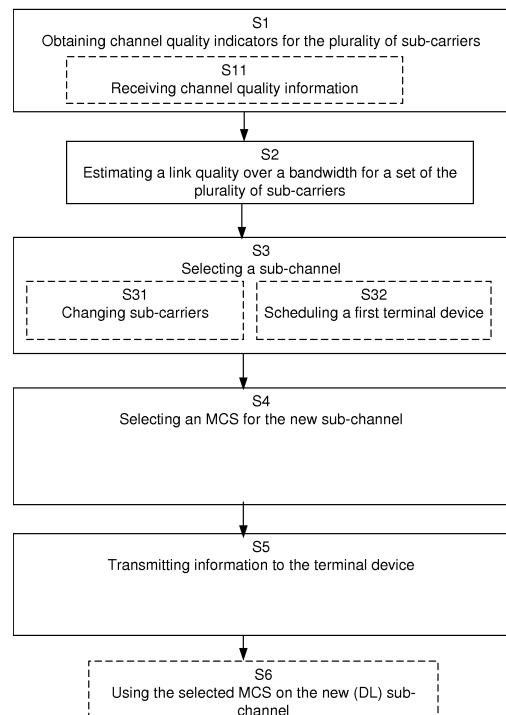 S1
Obtaining channel quality indicators for the plurality of sub-carriers
S11
Receiving channel quality information
S2
Estimating a link quality over a bandwidth for a set of the
plurality of sub-carriers
S3
Selecting a sub-channel
S31
Changing sub-carriers
S32
Scheduling a first terminal device
S4
Selecting an MCS for the new sub-channel
S5
Transmitting information to the terminal device
S6
Using the selected MCS on the new (DL) sub-
channel